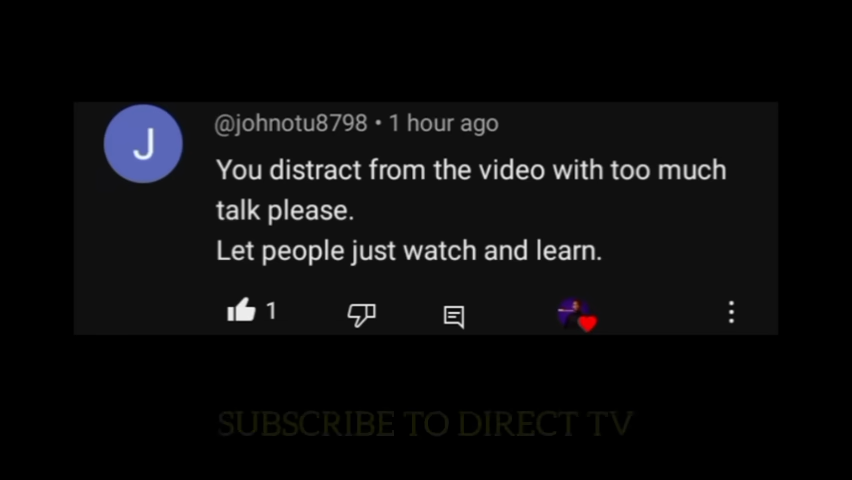 J
@johnotu8798 • 1 hour ago
You distract from the video with too much
talk please.
Let people just watch and learn.
1
SUBSCRIBE TO DIRECT TV